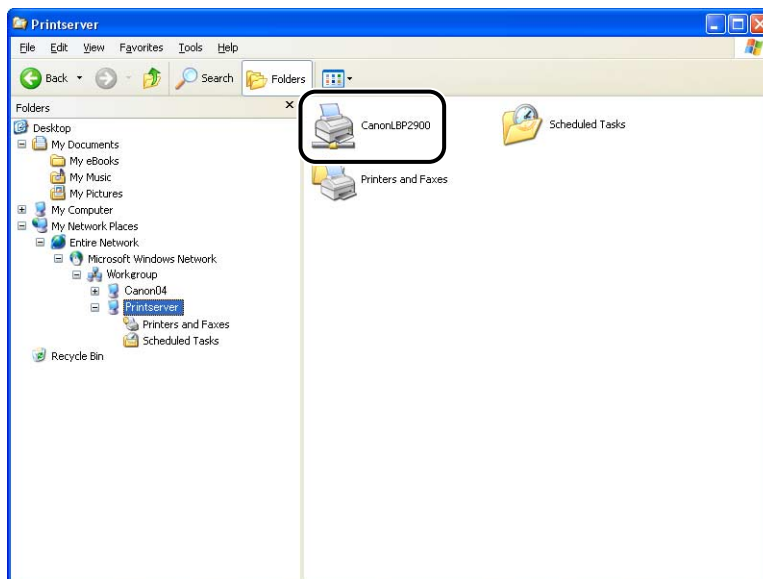 Printserver
File Edit View Favorites Tools Help
Back Search Folders
Folders
Desktop
My Documents
My eBooks
My Music
My Pictures
My Computer
My Network Places
Entire Network
Microsoft Windows Network
Workgroup
Canon04
Printserver
Printers and Faxes
Scheduled Tasks
Recycle Bin
CanonLBP2900
Scheduled Tasks
Printers and Faxes